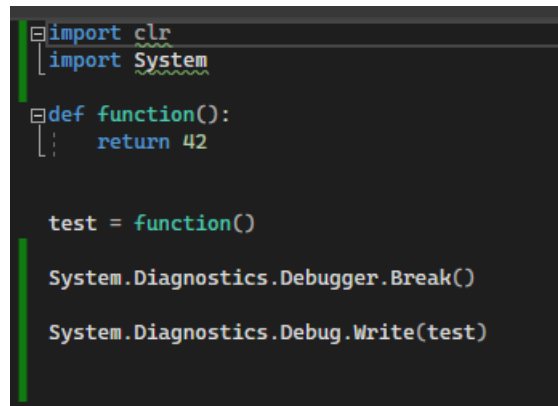 import clr
import System
def function():
    return 42
test = function()
System.Diagnostics.Debugger.Break()
System.Diagnostics.Debug.Write(test)